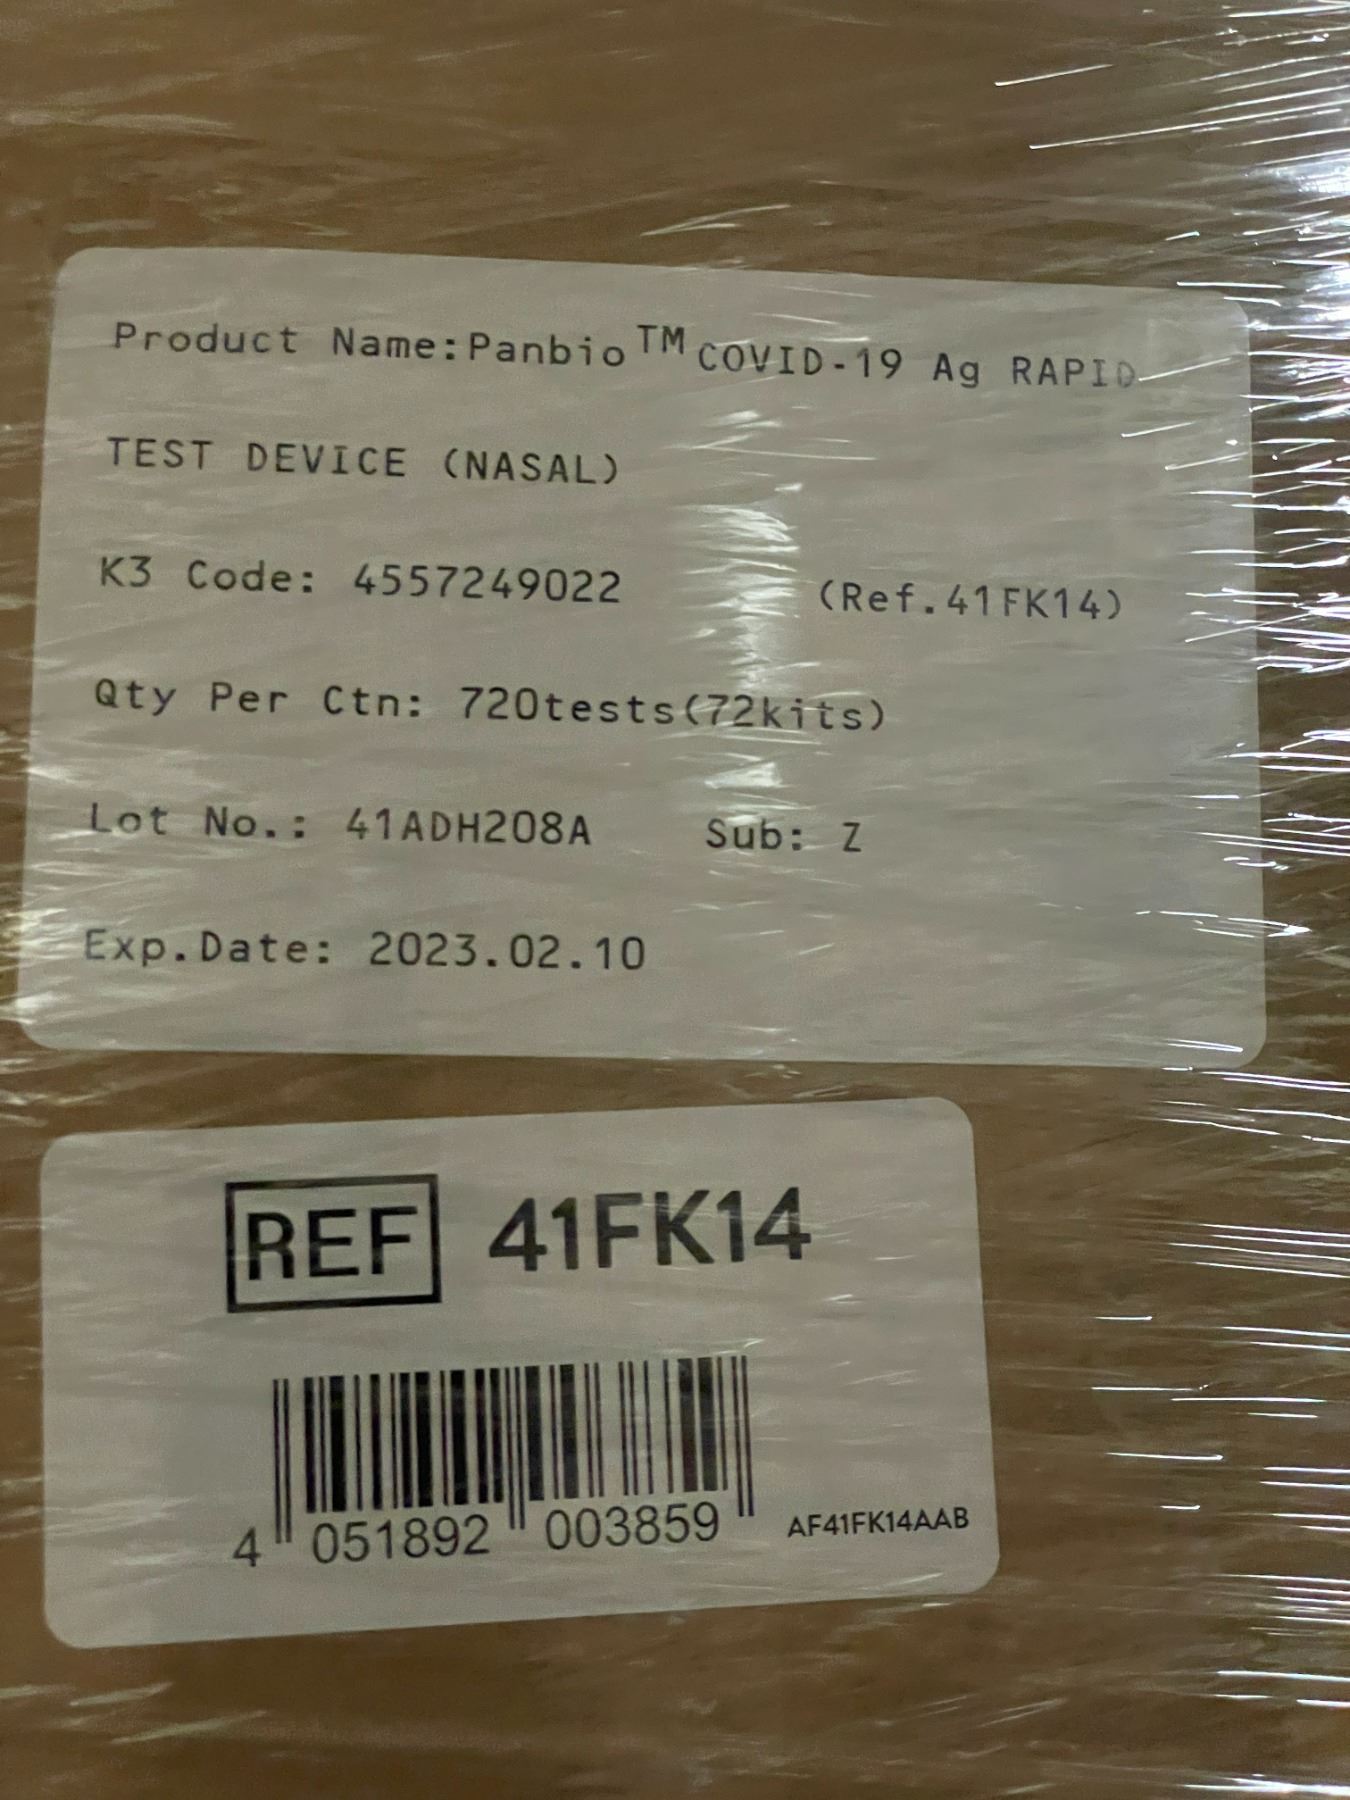 Product Name:Panbio™ COVID-19 Ag RAPID
TEST DEVICE (NASAL)
K3 Code: 4557249022 (Ref.41FK14)
Qty Per Ctn: 720tests(72kits)
Lot No.: 41ADH208A Sub: Z
Exp.Date: 2023.02.10
REF 41FK14
4 051892 003859 AF41FK14AAB